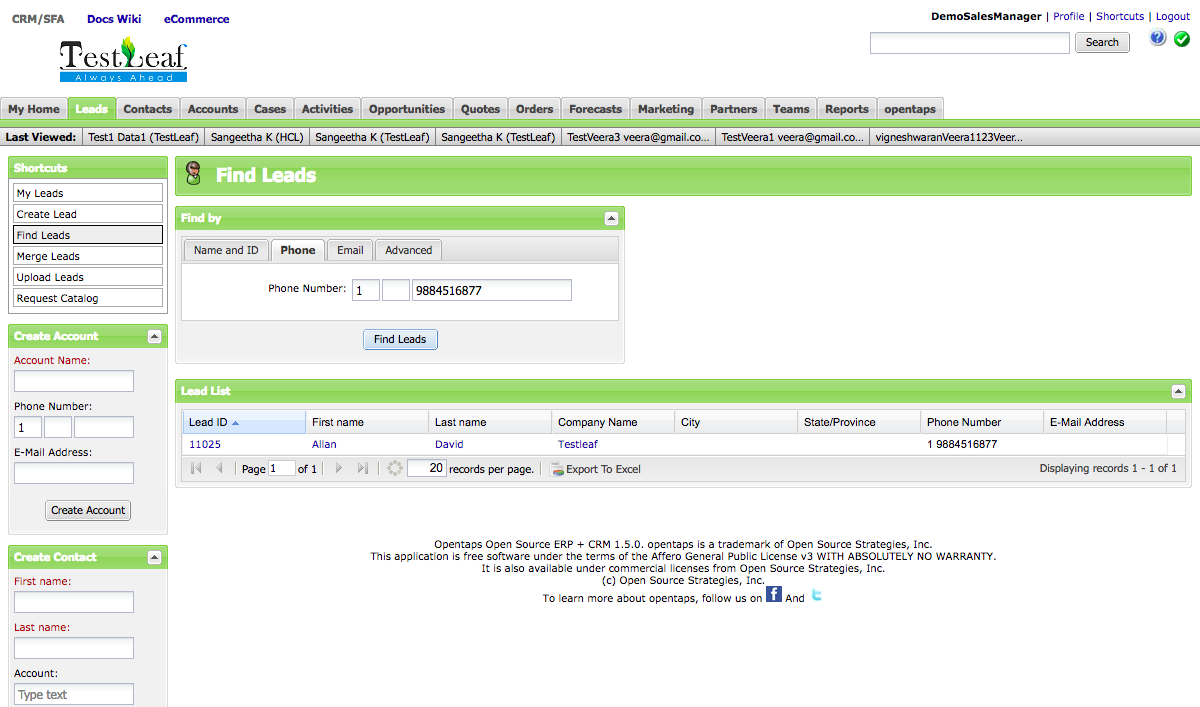 CRM/SFA Docs Wiki eCommerce
DemoSalesManager | Profile | Shortcuts | Logout
TestLeaf
Always Ahead
Search
My Home Leads Contacts Accounts Cases Activities Opportunities Quotes Orders Forecasts Marketing Partners Teams Reports opentaps
Last Viewed: Test1 Data1 (TestLeaf) Sangeetha K (HCL) Sangeetha K (TestLeaf) Sangeetha K (TestLeaf) TestVeera3 veera@gmail.co... TestVeera1 veera@gmail.co... vigneshwaranVeera1123Veer...
Shortcuts
My Leads
Create Lead
Find Leads
Merge Leads
Upload Leads
Request Catalog
Create Account
Account Name:
Phone Number:
1
E-Mail Address:
Create Account
Create Contact
First name:
Last name:
Account:
Type text
Find Leads
Find by
Name and ID Phone Email Advanced
Phone Number: 1 9884516877
Find Leads
Lead List
Lead ID First name Last name Company Name City State/Province Phone Number E-Mail Address
11025 Allan David Testleaf 1 9884516877
Page 1 of 1 20 records per page. Export To Excel Displaying records 1 - 1 of 1
Opentaps Open Source ERP + CRM 1.5.0. opentaps is a trademark of Open Source Strategies, Inc.
This application is free software under the terms of the Affero General Public License v3 WITH ABSOLUTELY NO WARRANTY.
It is also available under commercial licenses from Open Source Strategies, Inc.
(c) Open Source Strategies, Inc.
To learn more about opentaps, follow us on f And t